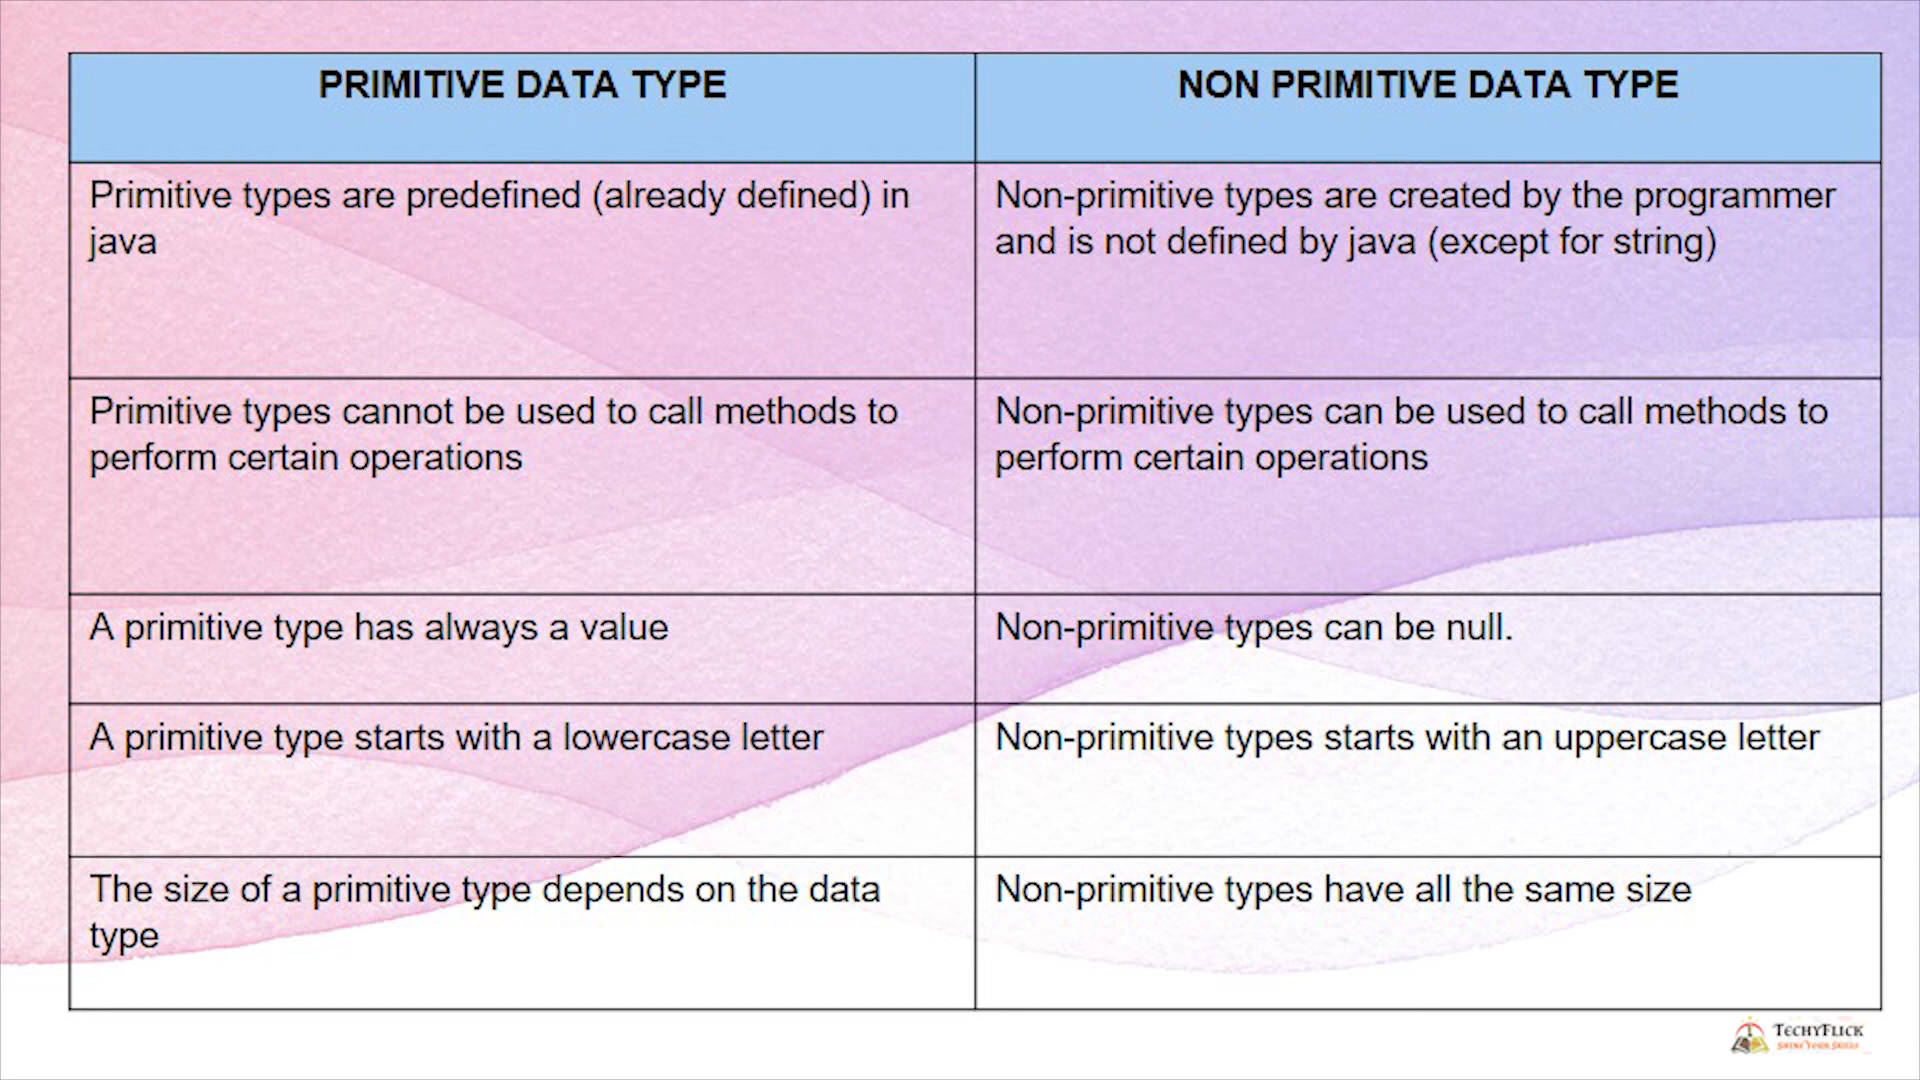 PRIMITIVE DATA TYPE
NON PRIMITIVE DATA TYPE
Primitive types are predefined (already defined) in
java
Non-primitive types are created by the programmer
and is not defined by java (except for string)
Primitive types cannot be used to call methods to
perform certain operations
Non-primitive types can be used to call methods to
perform certain operations
A primitive type has always a value
Non-primitive types can be null.
A primitive type starts with a lowercase letter
Non-primitive types starts with an uppercase letter
The size of a primitive type depends on the data
type
Non-primitive types have all the same size
TECHYFLICK
SHINE YOUR SKILLS